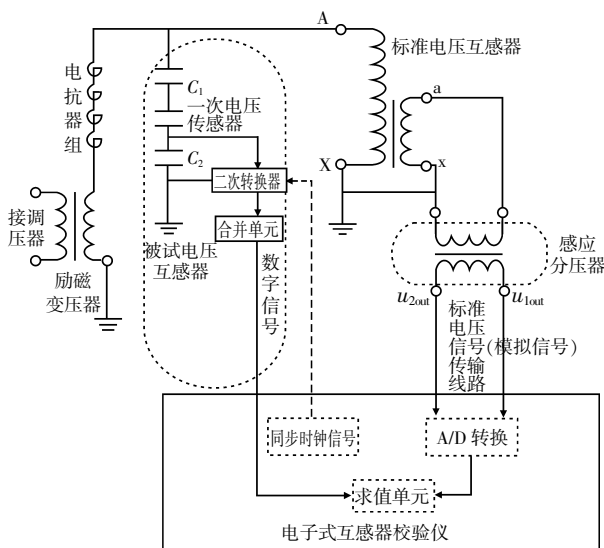 A
标准电压互感器
电
抗
器
组
C₁
一次电压
传感器
a
X
x
C₂
二次转换器
接调
压器
合并单元
被试电压
互感器
数
字
信
号
感应
分压器
励磁
变压器
u₂out
u₁out
标准
电压
信号(模拟信号)
传输
线路
同步时钟信号
A/D 转换
求值单元
电子式互感器校验仪